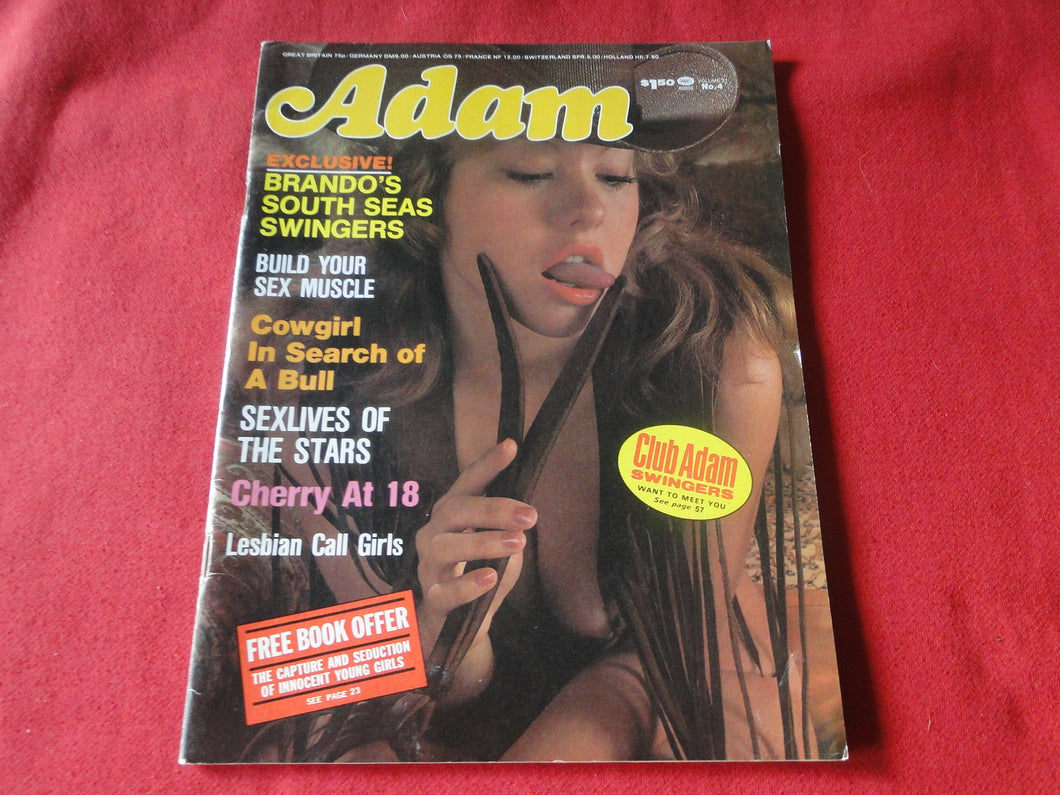 GREAT BRITAIN 75p / GERMANY DM9.00 / AUSTRIA OS 75 / FRANCE NF 12.00 / SWITZERLAND SFR.5.00 / HOLLAND Hfl.7.90
Adam
$1.50
VOLUME
No.4
EXCLUSIVE!
BRANDO'S
SOUTH SEAS
SWINGERS
BUILD YOUR
SEX MUSCLE
Cowgirl
In Search of
A Bull
SEXLIVES OF
THE STARS
Cherry At 18
Lesbian Call Girls
Club Adam
SWINGERS
WANT TO MEET YOU
See page 57
FREE BOOK OFFER
THE CAPTURE AND SEDUCTION
OF INNOCENT YOUNG GIRLS
SEE PAGE 23